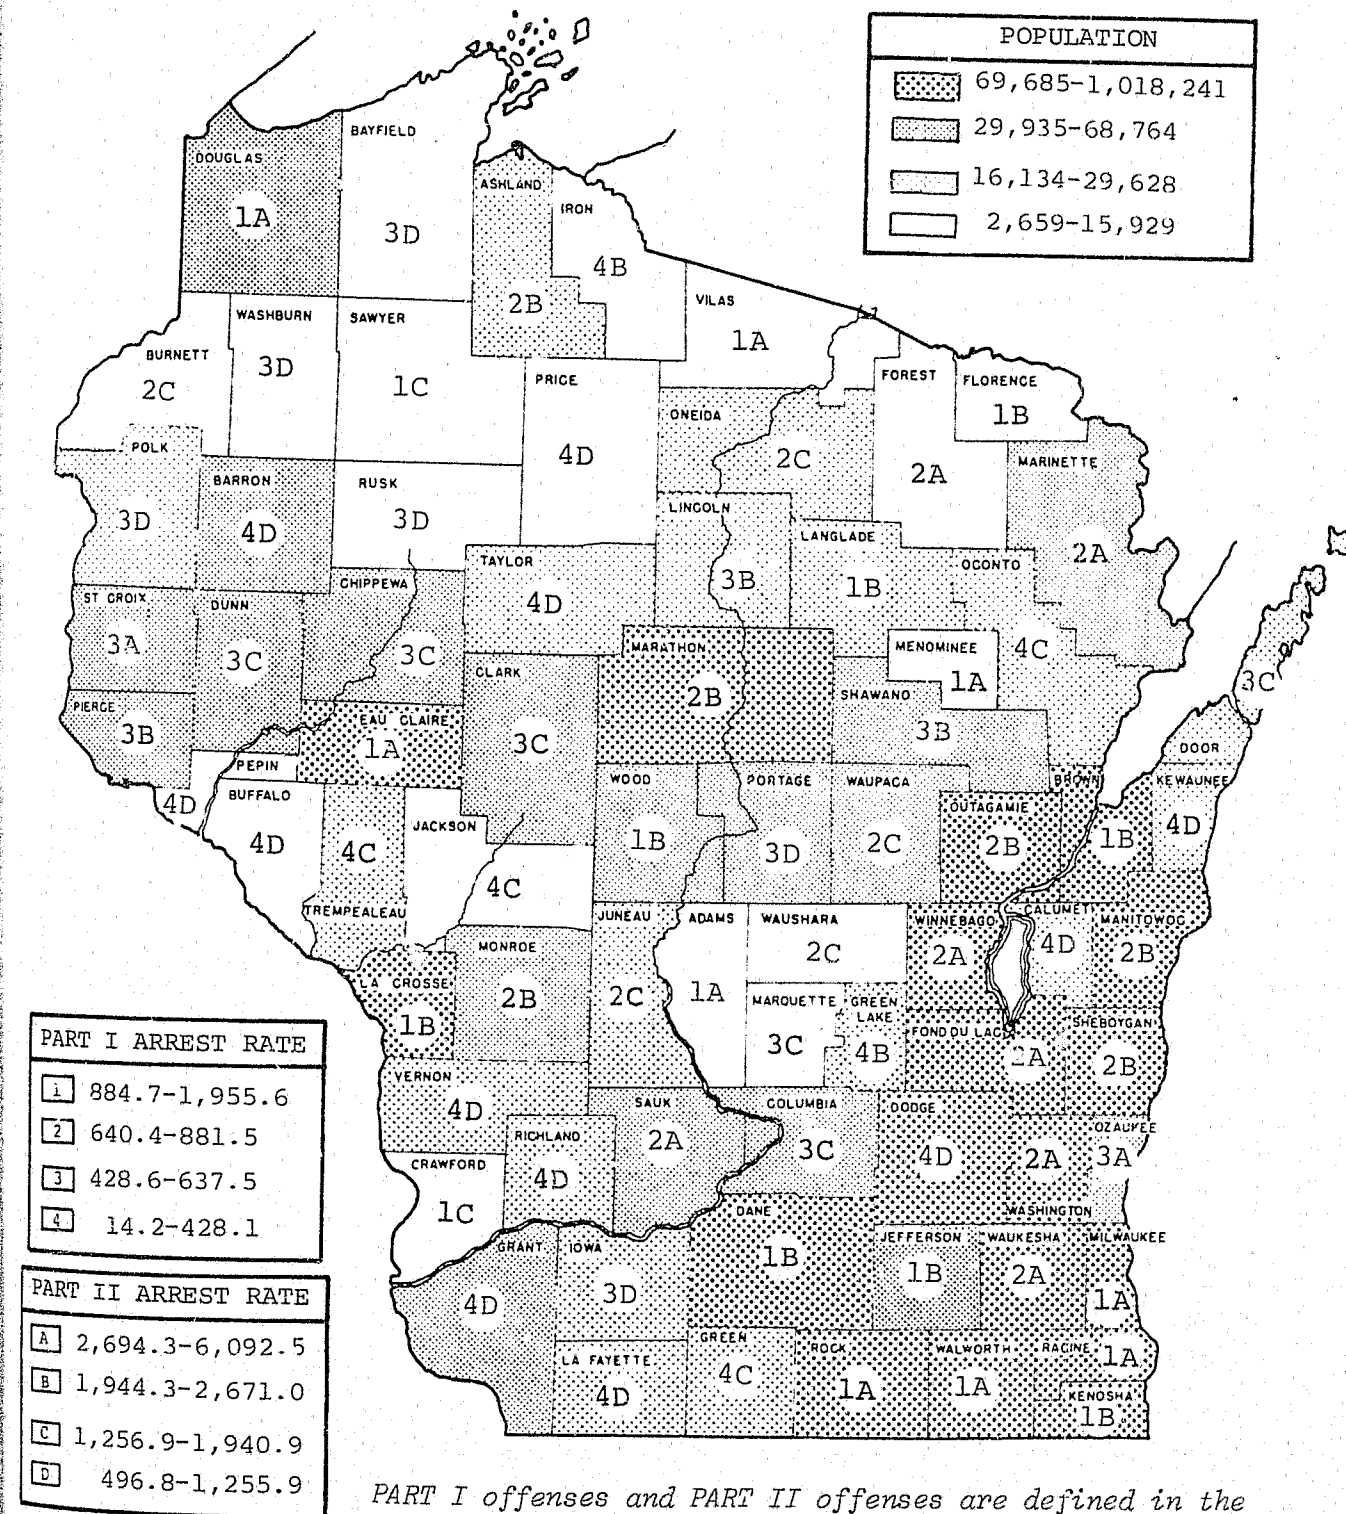 POPULATION
69,685-1,018,241
29,935-68,764
16,134-29,628
2,659-15,929
BAYFIELD
3D
DOUGLAS
1A
ASHLAND
2B
IRON
4B
VILAS
1A
WASHBURN
3D
SAWYER
1C
BURNETT
2C
PRICE
4D
FOREST
2A
FLORENCE
1B
ONEIDA
2C
MARINETTE
2A
POLK
3D
BARRON
4D
RUSK
3D
LINCOLN
3B
LANGLADE
1B
OCONTO
4C
TAYLOR
4D
CHIPPEWA
3C
ST CROIX
3A
DUNN
3C
MARATHON
2B
MENOMINEE
1A
CLARK
3C
SHAWANO
3B
PIERCE
3B
EAU CLAIRE
1A
3C
DOOR
PEPIN
4D
BUFFALO
4D
4C
TREMPEALEAU
JACKSON
4C
WOOD
1B
PORTAGE
3D
WAUPACA
2C
OUTAGAMIE
2B
BROWN
1B
KEWAUNEE
4D
JUNEAU
2C
ADAMS
1A
WAUSHARA
2C
WINNEBAGO
2A
CALUMET
4D
MANITOWOC
2B
MONROE
2B
LA CROSSE
1B
MARQUETTE
3C
GREEN
LAKE
4B
FOND DU LAC
2A
SHEBOYGAN
2B
VERNON
4D
SAUK
2A
COLUMBIA
3C
DODGE
4D
2A
WASHINGTON
OZAUKEE
3A
RICHLAND
4D
CRAWFORD
1C
DANE
1B
JEFFERSON
1B
WAUKESHA
2A
MILWAUKEE
1A
GRANT
4D
IOWA
3D
LA FAYETTE
4D
GREEN
4C
ROCK
1A
WALWORTH
1A
RACINE
1A
KENOSHA
1B
PART I ARREST RATE
1 884.7-1,955.6
2 640.4-881.5
3 428.6-637.5
4 14.2-428.1
PART II ARREST RATE
A 2,694.3-6,092.5
B 1,944.3-2,671.0
C 1,256.9-1,940.9
D 496.8-1,255.9
PART I offenses and PART II offenses are defined in the